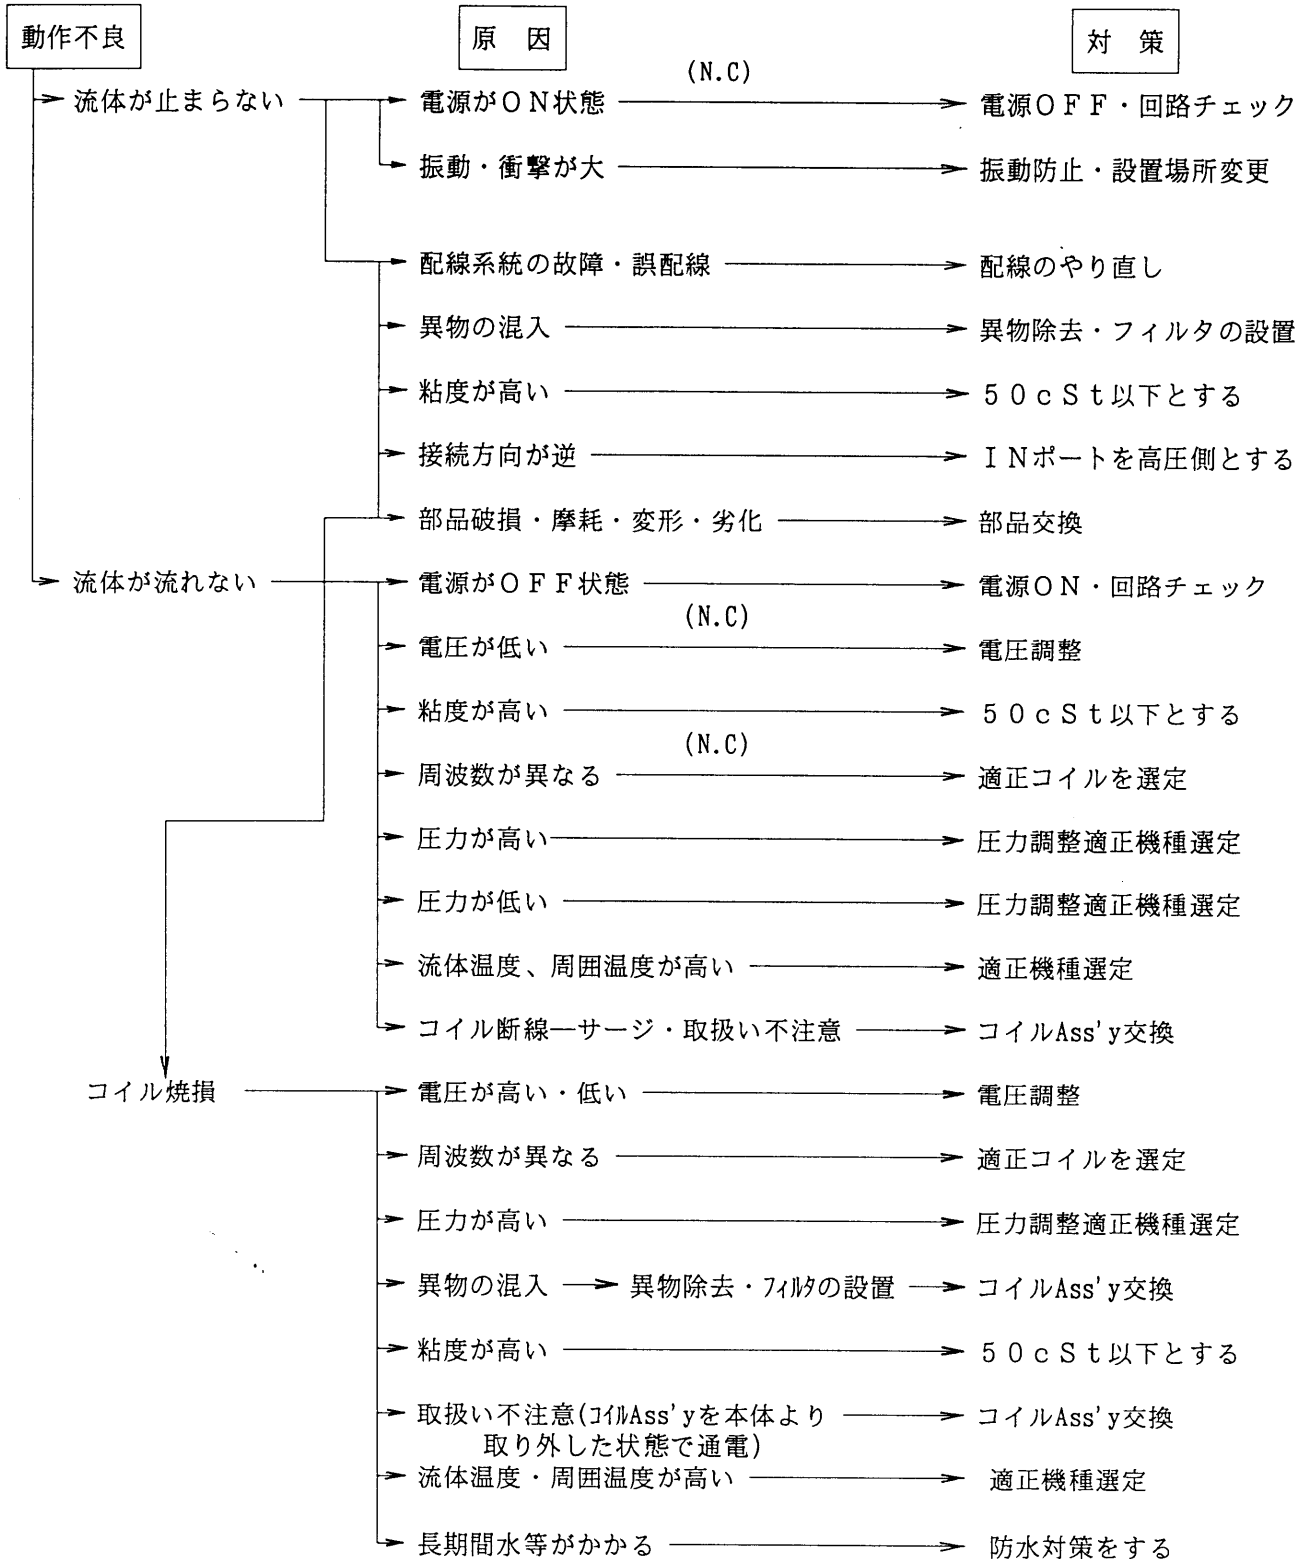 動作不良 原 因 対 策
(N.C)
流体が止まらない 電源がON状態 電源OFF・回路チェック
振動・衝撃が大 振動防止・設置場所変更
配線系統の故障・誤配線 配線のやり直し
異物の混入 異物除去・フィルタの設置
粘度が高い 50cSt以下とする
接続方向が逆 INポートを高圧側とする
部品破損・摩耗・変形・劣化 部品交換
流体が流れない 電源がOFF状態 電源ON・回路チェック
(N.C)
電圧が低い 電圧調整
粘度が高い 50cSt以下とする
(N.C)
周波数が異なる 適正コイルを選定
圧力が高い 圧力調整適正機種選定
圧力が低い 圧力調整適正機種選定
流体温度、周囲温度が高い 適正機種選定
コイル断線―サージ・取扱い不注意 コイルAss'y交換
コイル焼損 電圧が高い・低い 電圧調整
周波数が異なる 適正コイルを選定
圧力が高い 圧力調整適正機種選定
異物の混入 異物除去・フィルタの設置 コイルAss'y交換
粘度が高い 50cSt以下とする
取扱い不注意(コイルAss'yを本体より コイルAss'y交換
取り外した状態で通電)
流体温度・周囲温度が高い 適正機種選定
長期間水等がかかる 防水対策をする